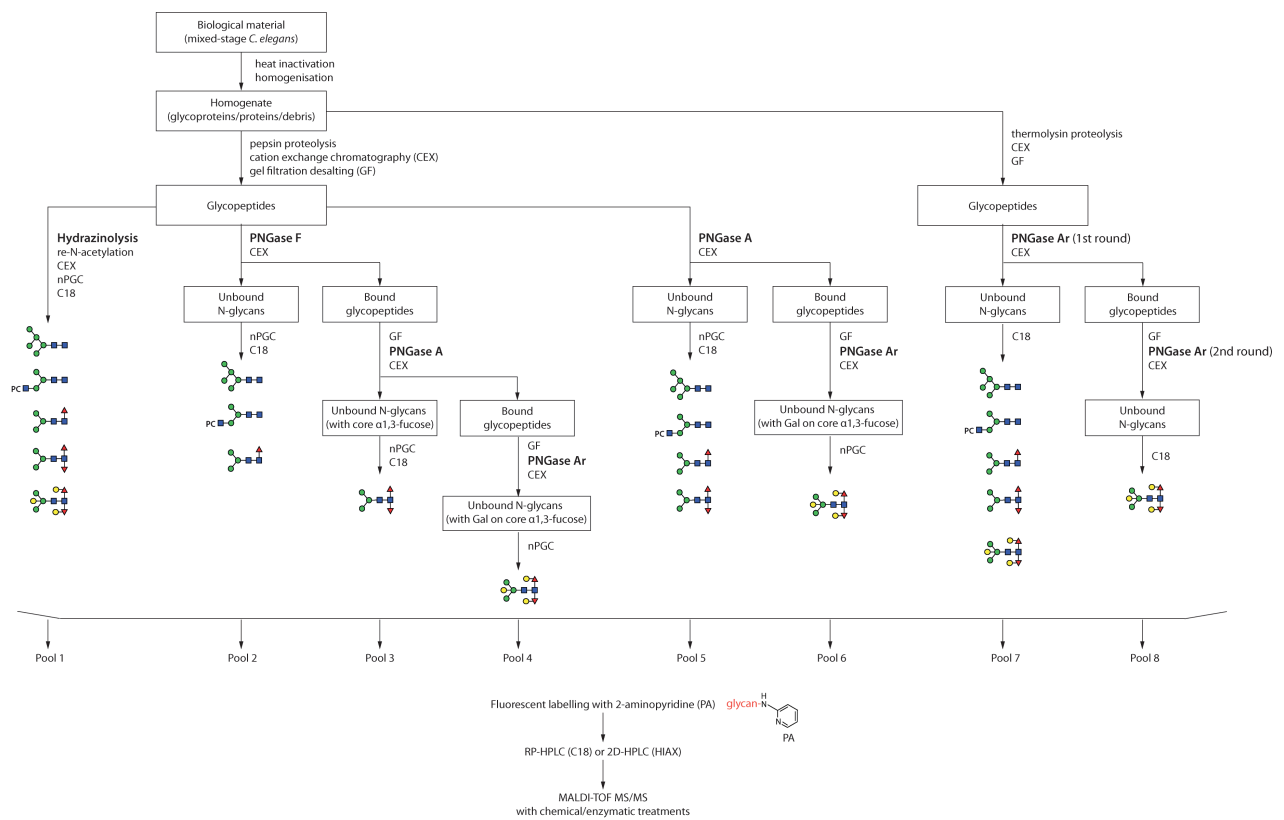 Biological material
(mixed-stage C. elegans)
heat inactivation
homogenisation
Homogenate
(glycoproteins/proteins/debris)
pepsin proteolysis
cation exchange chromatography (CEX)
gel filtration desalting (GF)
thermolysin proteolysis
CEX
GF
Glycopeptides
Glycopeptides
Hydrazinolysis
re-N-acetylation
CEX
nPGC
C18
PC
PNGase F
CEX
Unbound
N-glycans
nPGC
C18
PC
Bound
glycopeptides
GF
PNGase A
CEX
Unbound N-glycans
(with core α1,3-fucose)
nPGC
C18
Bound
glycopeptides
GF
PNGase Ar
CEX
Unbound N-glycans
(with Gal on core α1,3-fucose)
nPGC
PNGase A
CEX
Unbound
N-glycans
nPGC
C18
PC
Bound
glycopeptides
GF
PNGase Ar
CEX
Unbound N-glycans
(with Gal on core α1,3-fucose)
nPGC
PNGase Ar (1st round)
CEX
Unbound
N-glycans
C18
PC
Bound
glycopeptides
GF
PNGase Ar (2nd round)
CEX
Unbound
N-glycans
C18
Pool 1
Pool 2
Pool 3
Pool 4
Pool 5
Pool 6
Pool 7
Pool 8
Fluorescent labelling with 2-aminopyridine (PA)
glycan-N
H
N
PA
RP-HPLC (C18) or 2D-HPLC (HIAX)
MALDI-TOF MS/MS
with chemical/enzymatic treatments